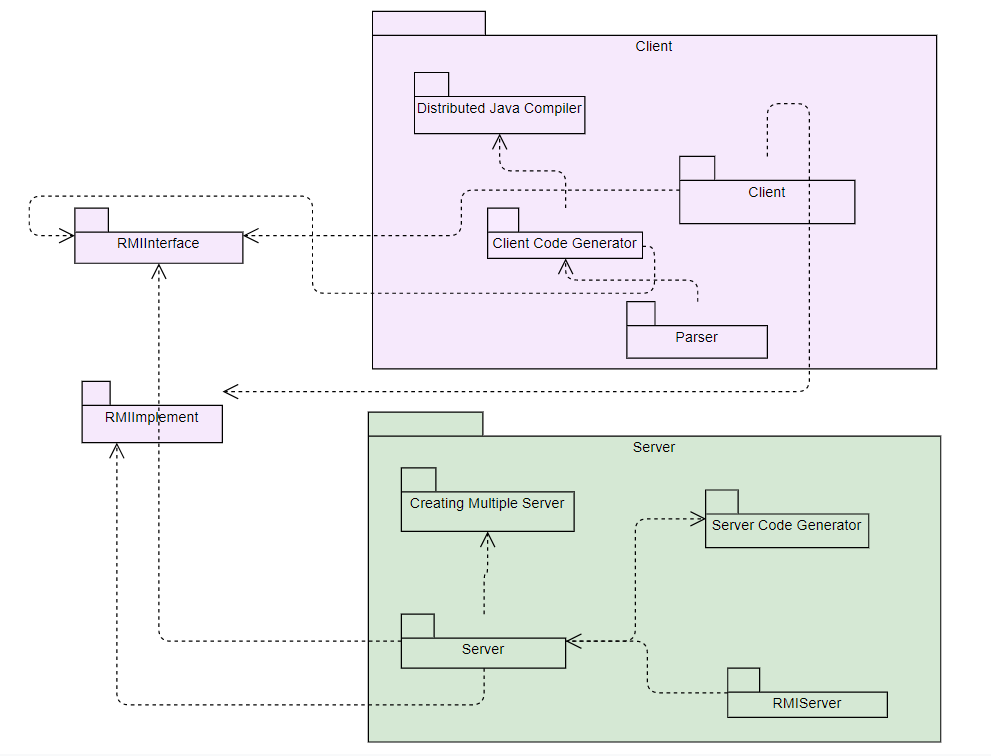 Client
Distributed Java Compiler
Client
RMIInterface
Client Code Generator
Parser
RMIImplement
Server
Creating Multiple Server
Server Code Generator
Server
RMIServer